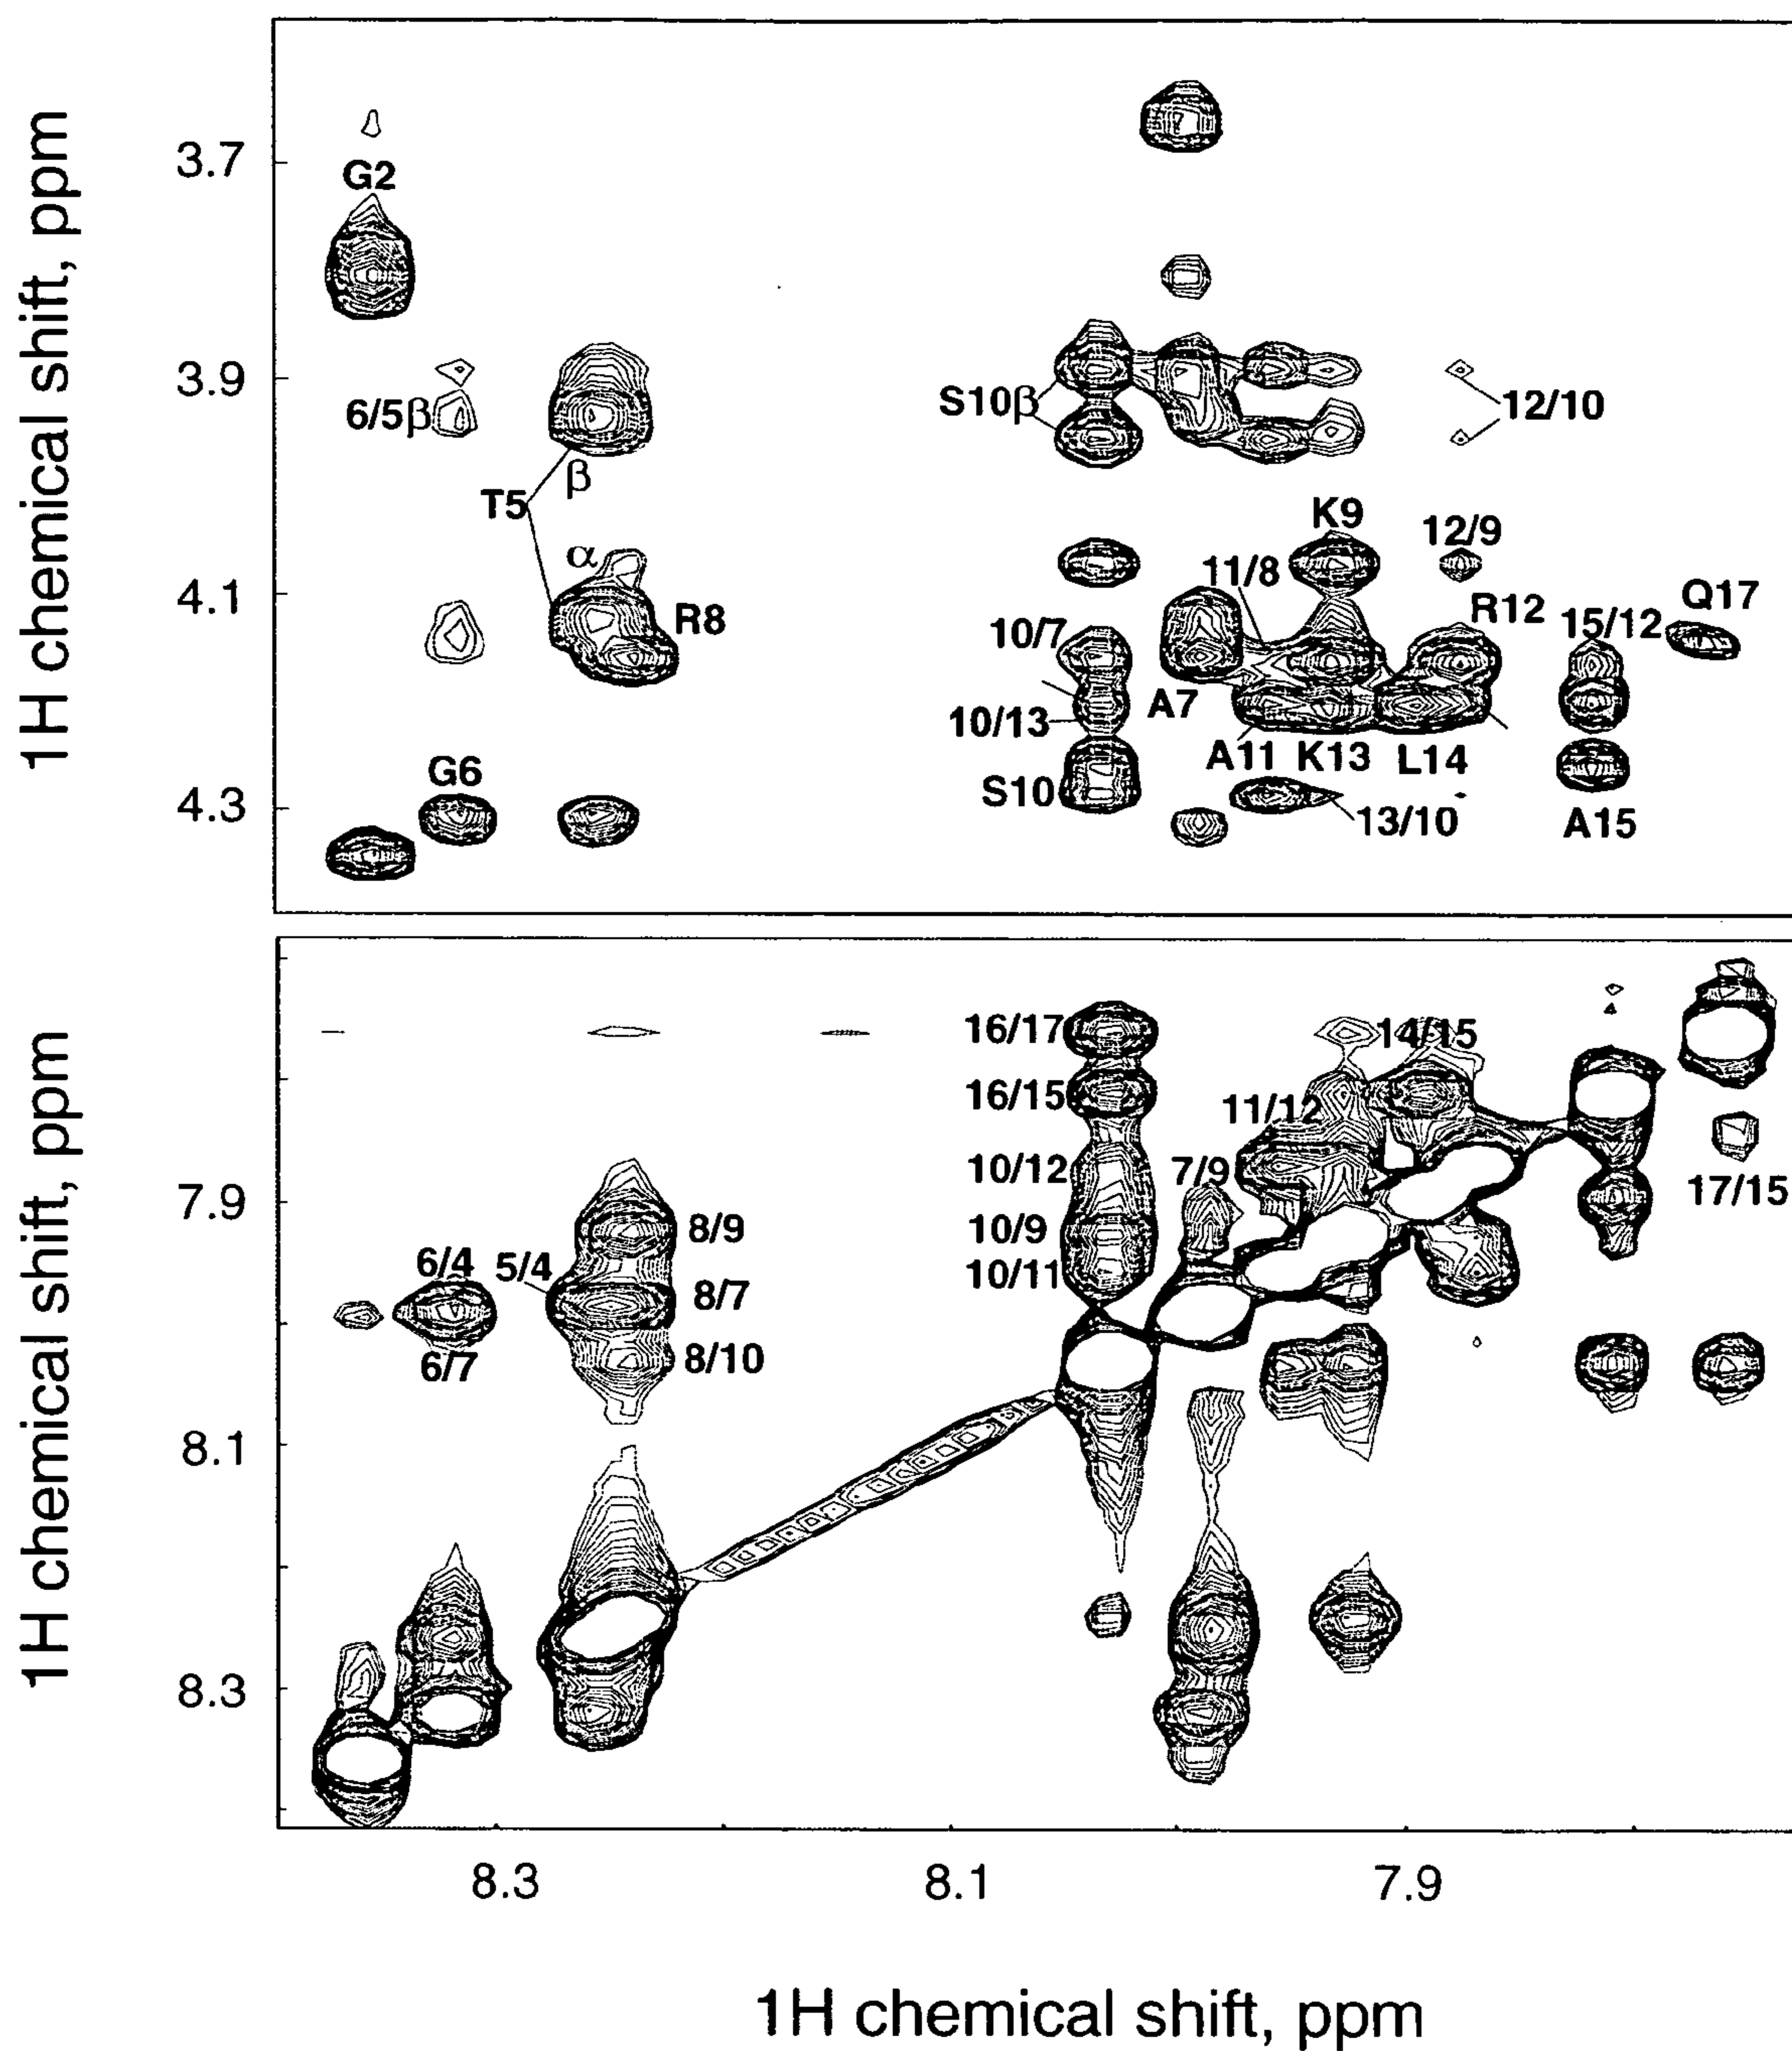 1H chemical shift, ppm
3.7
3.9
4.1
4.3
G2
6/5β
T5
β
α
R8
G6
S10β
12/10
K9
12/9
11/8
R12
15/12
Q17
10/7
A7
10/13
A11
K13
L14
S10
13/10
A15
1H chemical shift, ppm
7.9
8.1
8.3
16/17
14/15
16/15
11/12
10/12
7/9
17/15
8/9
10/9
6/4
5/4
10/11
8/7
6/7
8/10
8.3
8.1
7.9
1H chemical shift, ppm